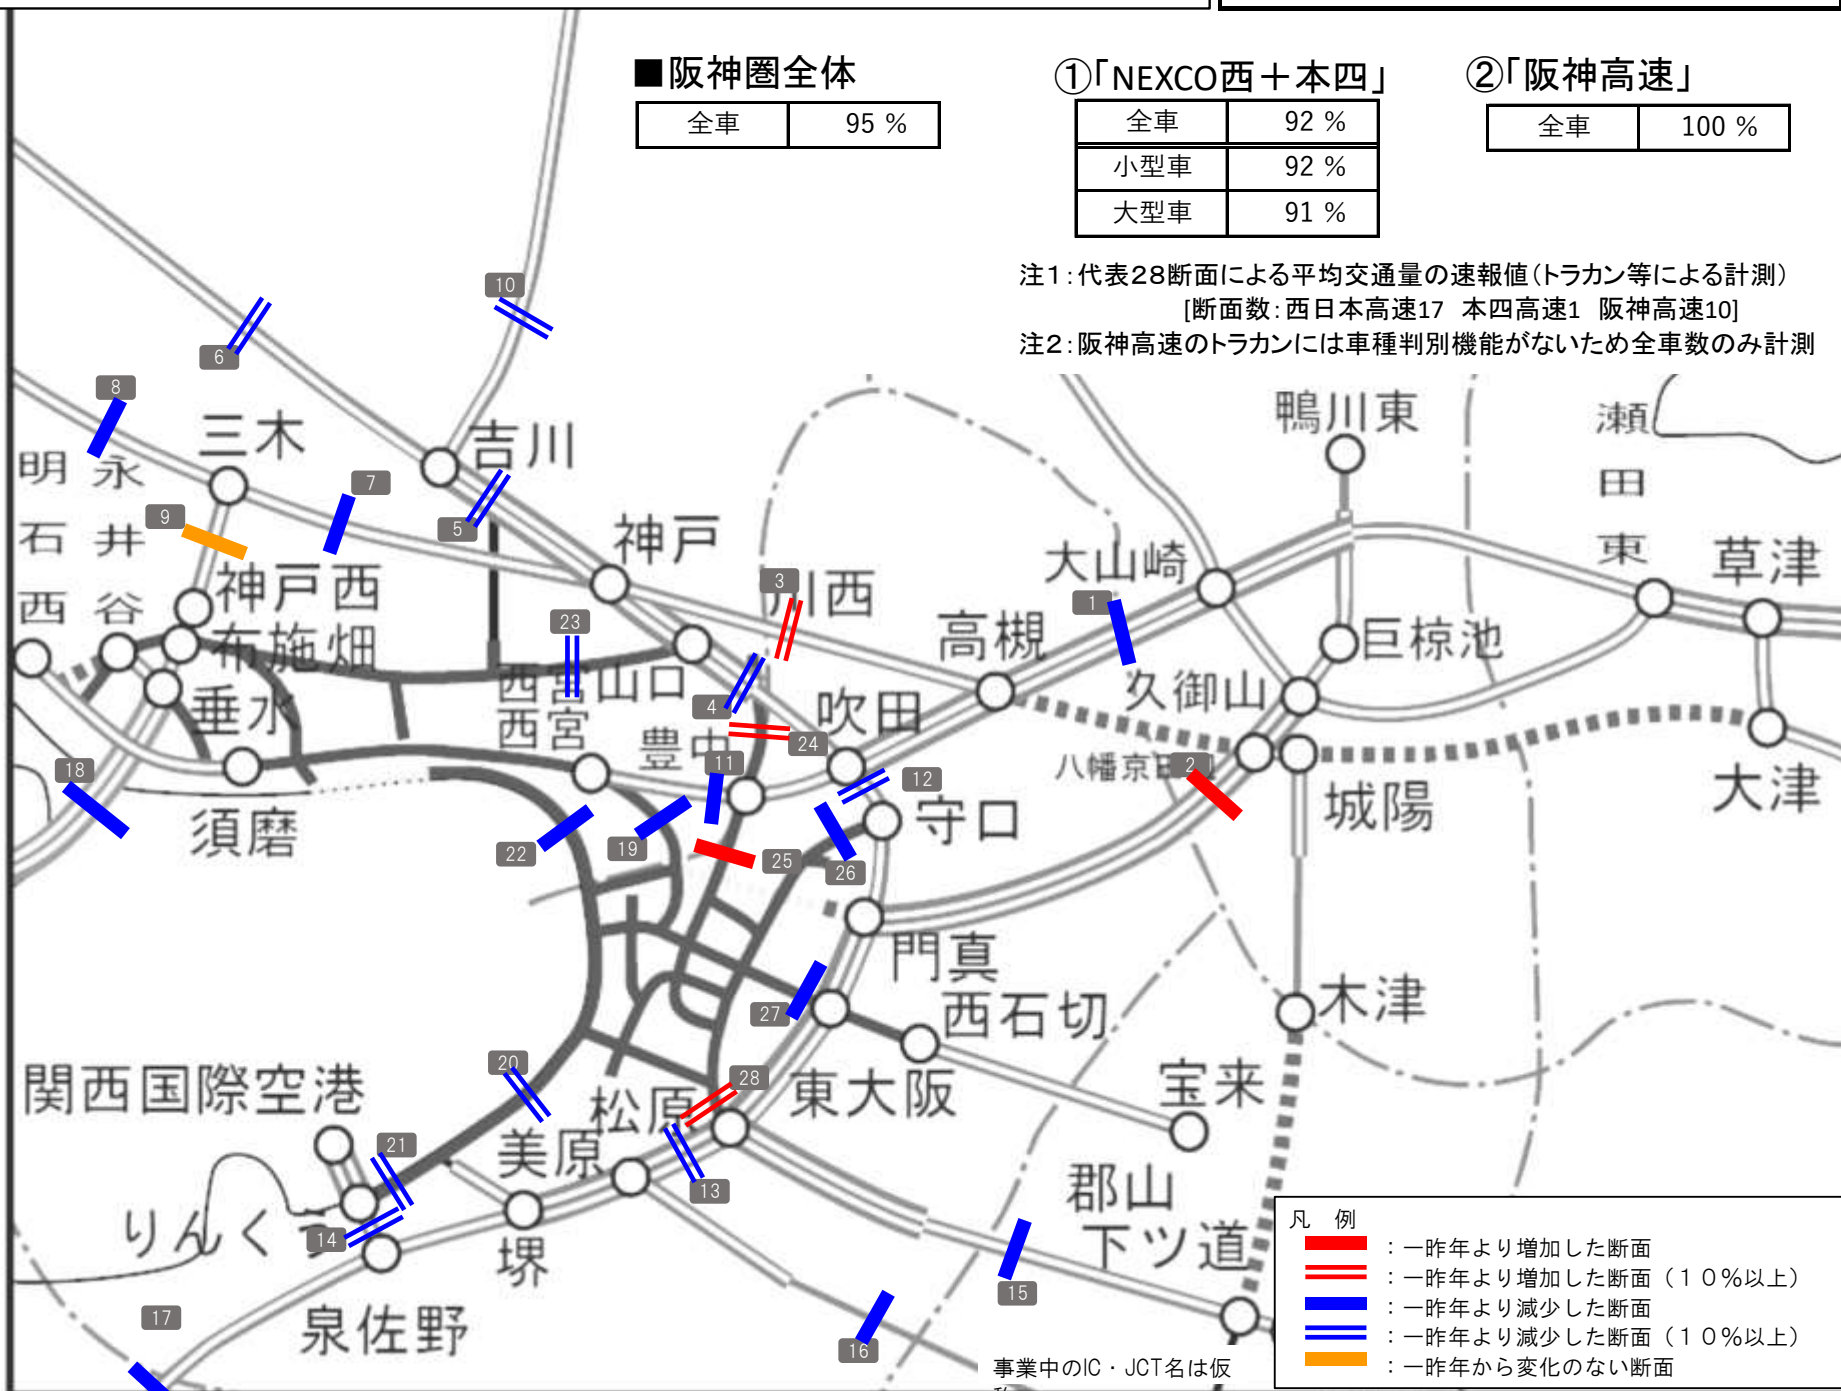 ■阪神圏全体
全車 95 %
①「NEXCO西＋本四」
全車 92 %
小型車 92 %
大型車 91 %
②「阪神高速」
全車 100 %
注1：代表28断面による平均交通量の速報値（トラカン等による計測）
[断面数：西日本高速17 本四高速1 阪神高速10]
注2：阪神高速のトラカンには車種判別機能がないため全車数のみ計測
10
6
8
三木
吉川
鴨川東
瀬田東
明石西
永井谷
7
9
5
神戸
大山崎
草津
神戸西
3
川西
1
布施畑
23
高槻
巨椋池
西宮山口
4
久御山
垂水
西宮
吹田
豊中
24
18
11
12
八幡京田辺
2
大津
須磨
守口
城陽
22
19
25
26
門真
27
西石切
木津
関西国際空港
20
28
松原
東大阪
宝来
21
美原
13
郡山下ツ道
りんくう
14
堺
15
17
泉佐野
16
事業中のIC・JCT名は仮
凡 例
：一昨年より増加した断面
：一昨年より増加した断面（１０％以上）
：一昨年より減少した断面
：一昨年より減少した断面（１０％以上）
：一昨年から変化のない断面